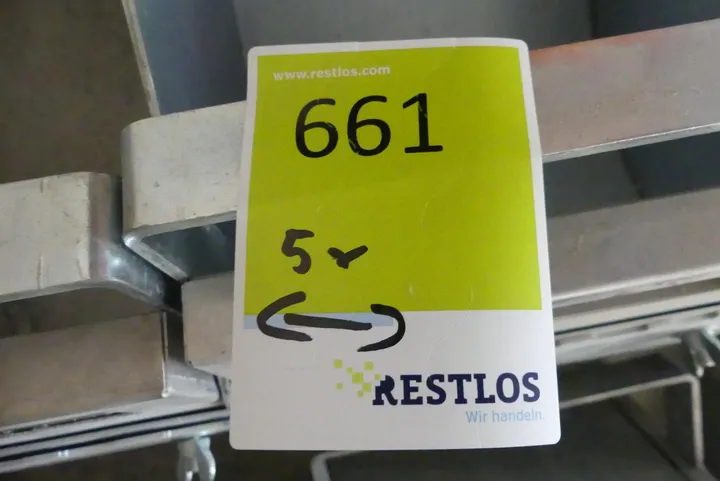 www.restlos.com
661
5x
(—)
RESTLOS
Wir handeln.